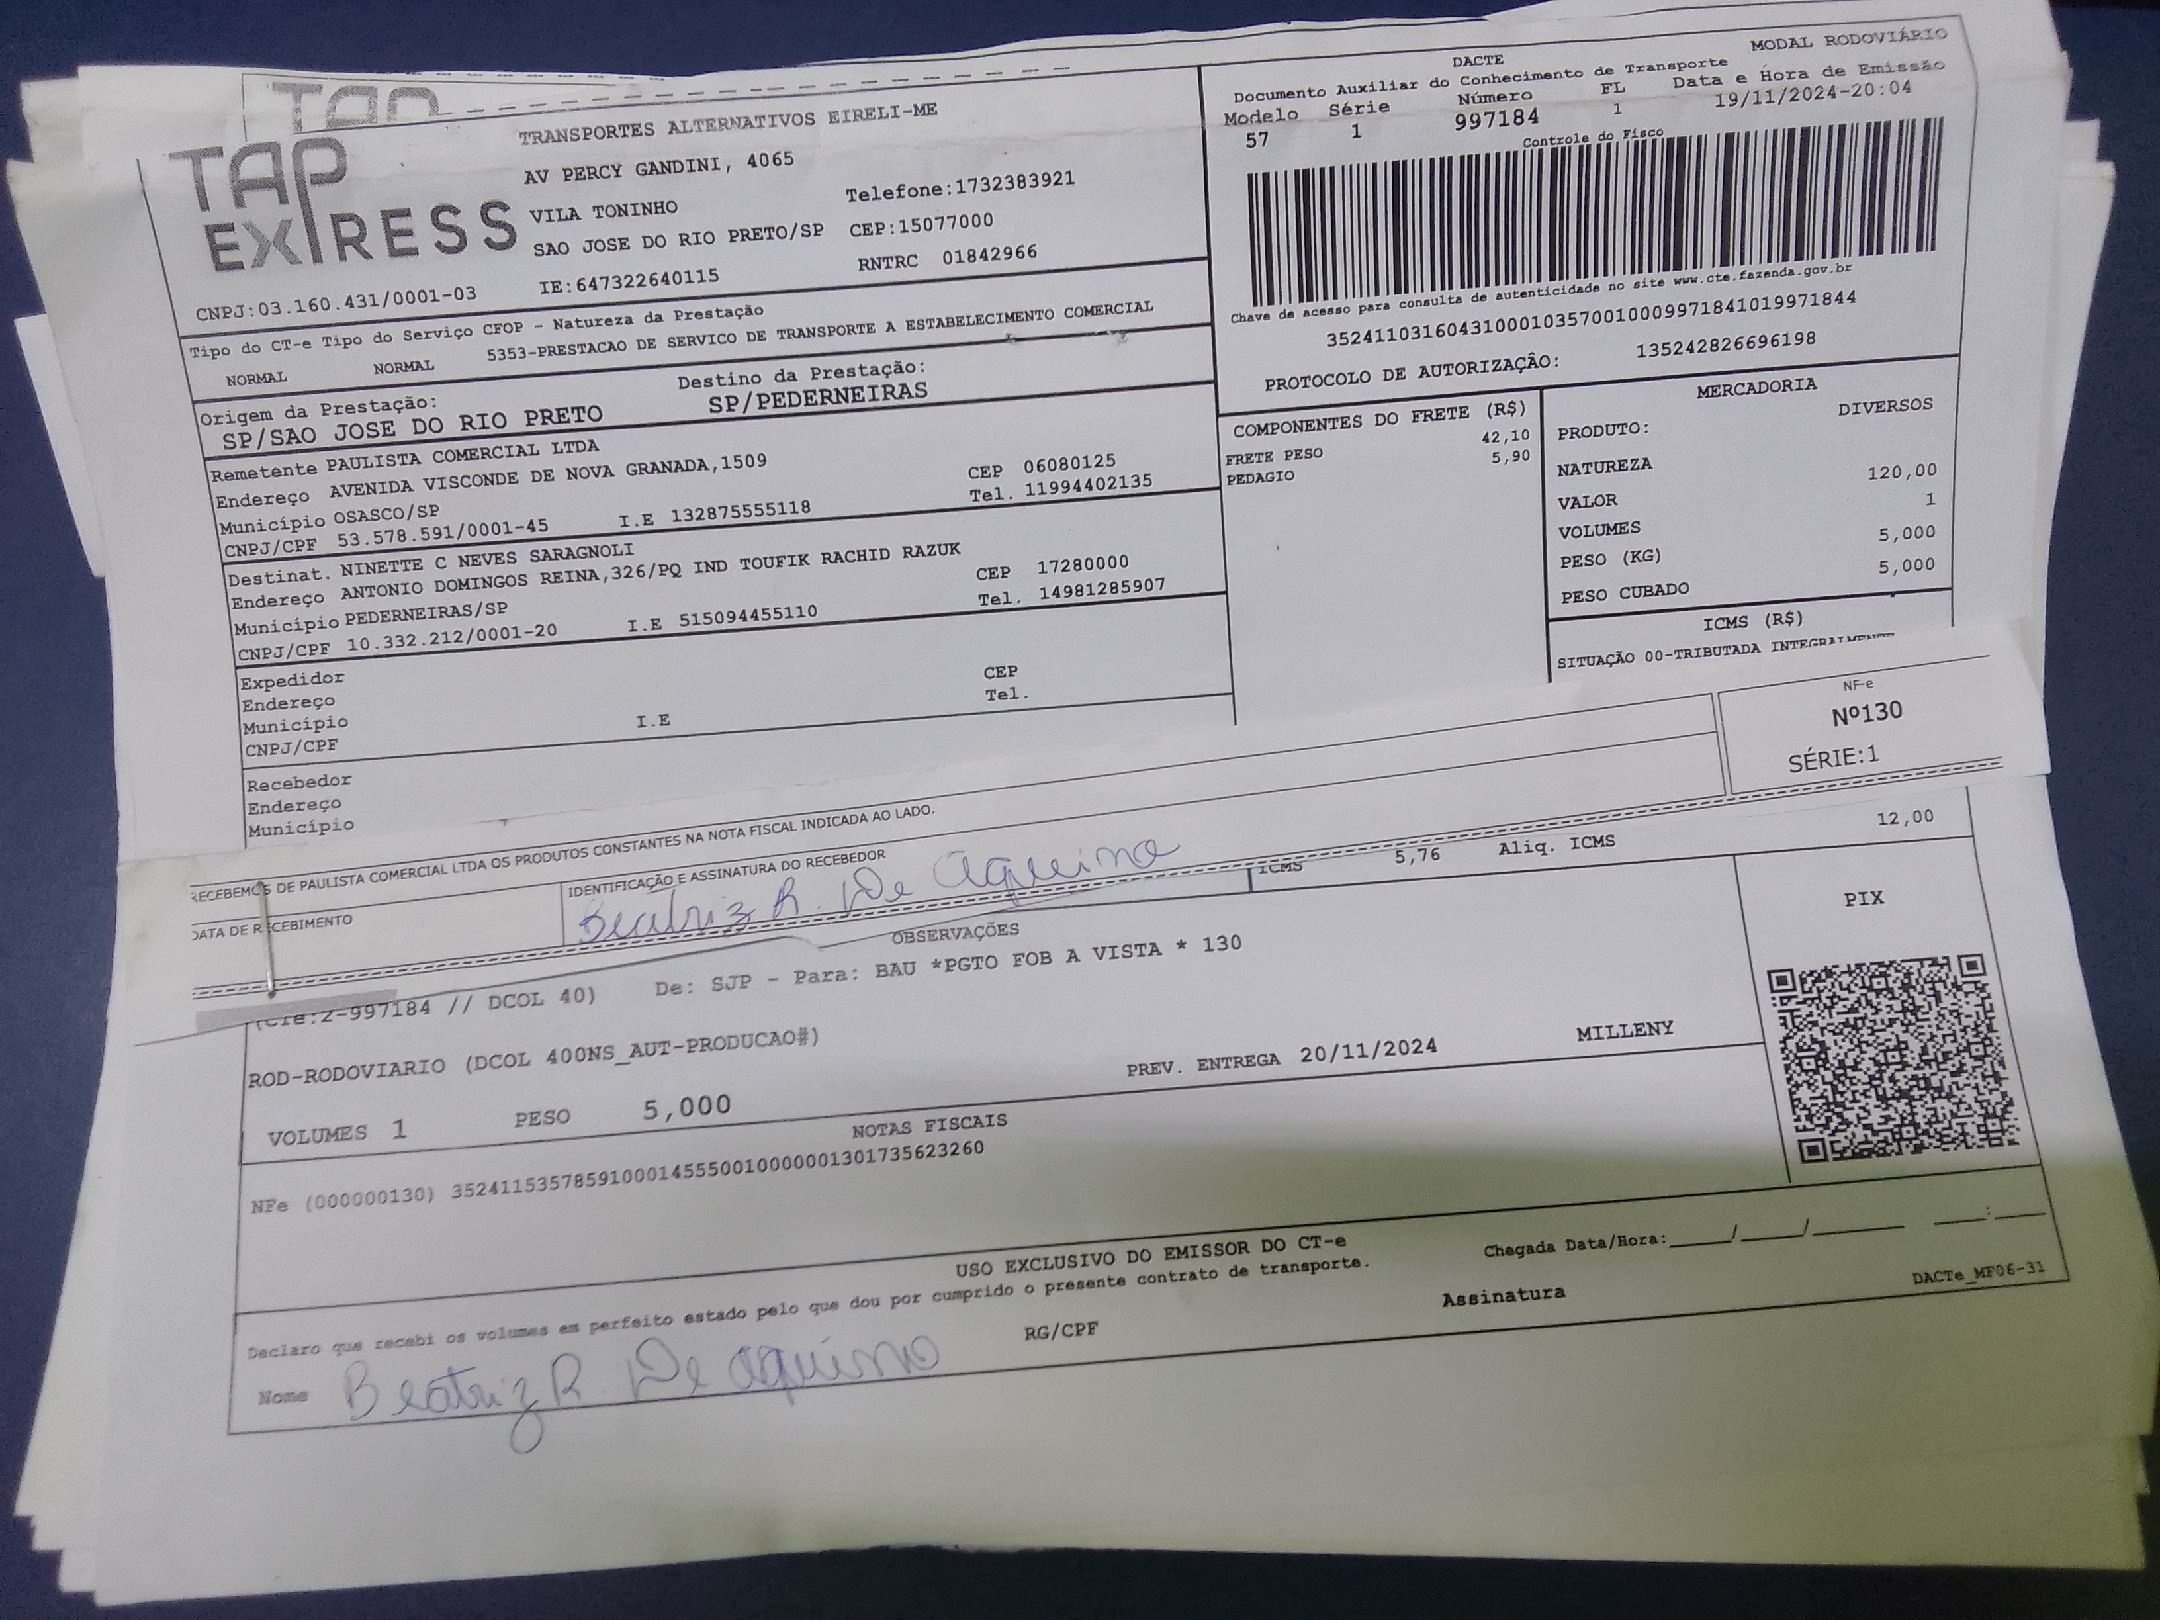 TAP
TAP
EXPRESS
TRANSPORTES ALTERNATIVOS EIRELI-ME
AV PERCY GANDINI, 4065
VILA TONINHO
Telefone:1732383921
SAO JOSE DO RIO PRETO/SP CEP:15077000
CNPJ:03.160.431/0001-03 IE:647322640115 RNTRC 01842966
DACTE
MODAL RODOVIÁRIO
Documento Auxiliar do Conhecimento de Transporte
Modelo Série Número FL Data e Hora de Emissão
57 1 997184 1 19/11/2024-20:04
Controle do Fisco
Chave de acesso para consulta de autenticidade no site www.cte.fazenda.gov.br
35241103160431000103570010009971841019971844
PROTOCOLO DE AUTORIZAÇÂO: 135242826696198
Tipo do CT-e Tipo do Serviço CFOP - Natureza da Prestação
NORMAL NORMAL 5353-PRESTACAO DE SERVICO DE TRANSPORTE A ESTABELECIMENTO COMERCIAL
Origem da Prestação: Destino da Prestação:
SP/SAO JOSE DO RIO PRETO SP/PEDERNEIRAS
Remetente PAULISTA COMERCIAL LTDA
Endereço AVENIDA VISCONDE DE NOVA GRANADA,1509
Município OSASCO/SP CEP 06080125
CNPJ/CPF 53.578.591/0001-45 I.E 132875555118 Tel. 11994402135
Destinat. NINETTE C NEVES SARAGNOLI
Endereço ANTONIO DOMINGOS REINA,326/PQ IND TOUFIK RACHID RAZUK
Município PEDERNEIRAS/SP CEP 17280000
CNPJ/CPF 10.332.212/0001-20 I.E 515094455110 Tel. 14981285907
Expedidor
Endereço CEP
Município Tel.
CNPJ/CPF I.E
Recebedor
Endereço
Município
COMPONENTES DO FRETE (R$)
FRETE PESO 42,10
PEDAGIO 5,90
MERCADORIA
PRODUTO: DIVERSOS
NATUREZA
VALOR 120,00
VOLUMES 1
PESO (KG) 5,000
PESO CUBADO 5,000
ICMS (R$)
SITUAÇÃO 00-TRIBUTADA INTEGRALMENTE
NF-e
Nº130
SÉRIE:1
RECEBEMOS DE PAULISTA COMERCIAL LTDA OS PRODUTOS CONSTANTES NA NOTA FISCAL INDICADA AO LADO.
DATA DE RECEBIMENTO
IDENTIFICAÇÃO E ASSINATURA DO RECEBEDOR
Beatriz R. De Aquino
ICMS 5,76 Aliq. ICMS 12,00
OBSERVAÇÕES
(CTe:2-997184 // DCOL 40) De: SJP - Para: BAU *PGTO FOB A VISTA * 130
ROD-RODOVIARIO (DCOL 400NS_AUT-PRODUCAO#)
VOLUMES 1 PESO 5,000 PREV. ENTREGA 20/11/2024 MILLENY
PIX
NOTAS FISCAIS
NFe (000000130) 35241153578591000145550010000001301735623260
USO EXCLUSIVO DO EMISSOR DO CT-e
Declaro que recebi os volumes em perfeito estado pelo que dou por cumprido o presente contrato de transporte.
Chegada Data/Hora:____/____/______ ____:____
Nome Beatriz R. De Aquino RG/CPF Assinatura
DACTe_MF06-31